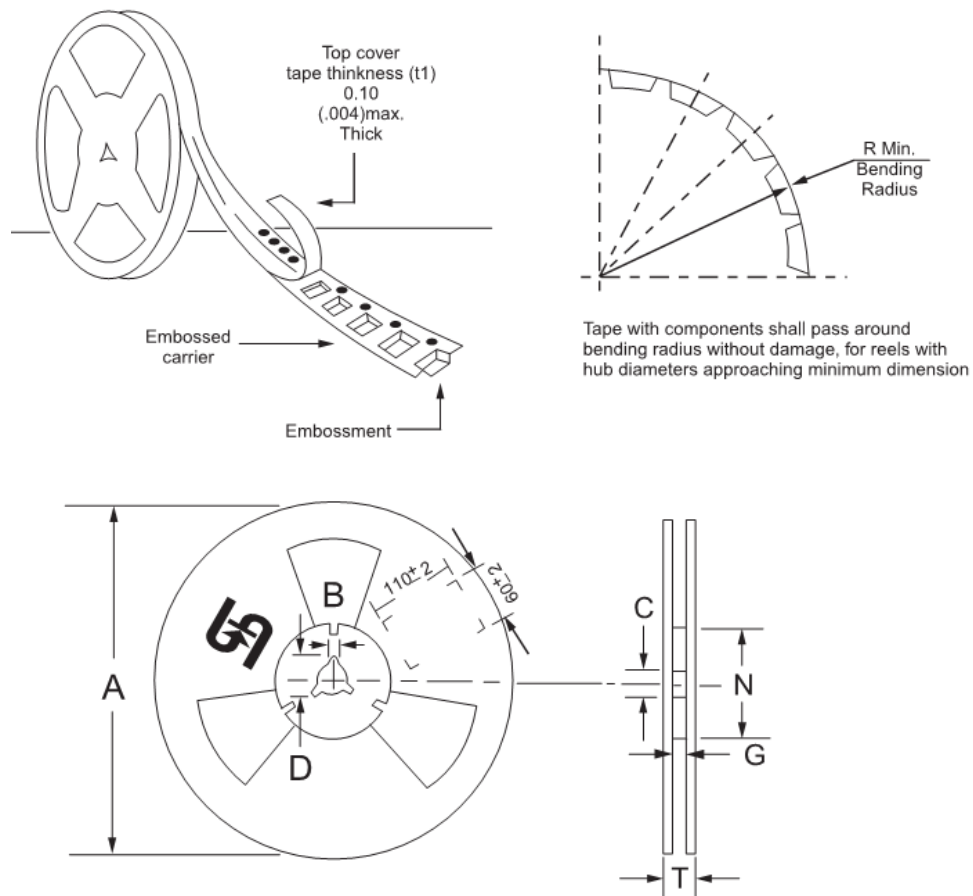 Top cover
tape thinkness (t1)
0.10
(.004)max.
Thick
R Min.
Bending
Radius
Embossed
carrier
Embossment
Tape with components shall pass around
bending radius without damage, for reels with
hub diameters approaching minimum dimension
A
B
110±2
60±2
D
C
N
G
T